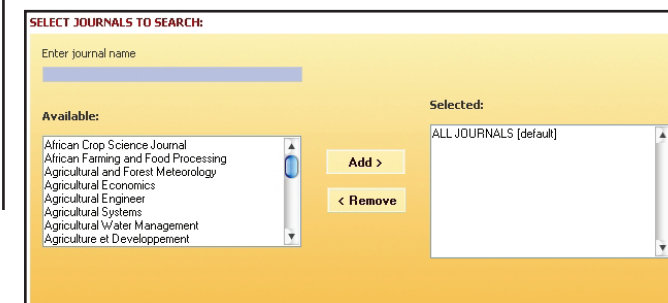 SELECT JOURNALS TO SEARCH:
Enter journal name
Available:
African Crop Science Journal
African Farming and Food Processing
Agricultural and Forest Meteorology
Agricultural Economics
Agricultural Engineer
Agricultural Systems
Agricultural Water Management
Agriculture et Developpement
Add >
< Remove
Selected:
ALL JOURNALS [default]